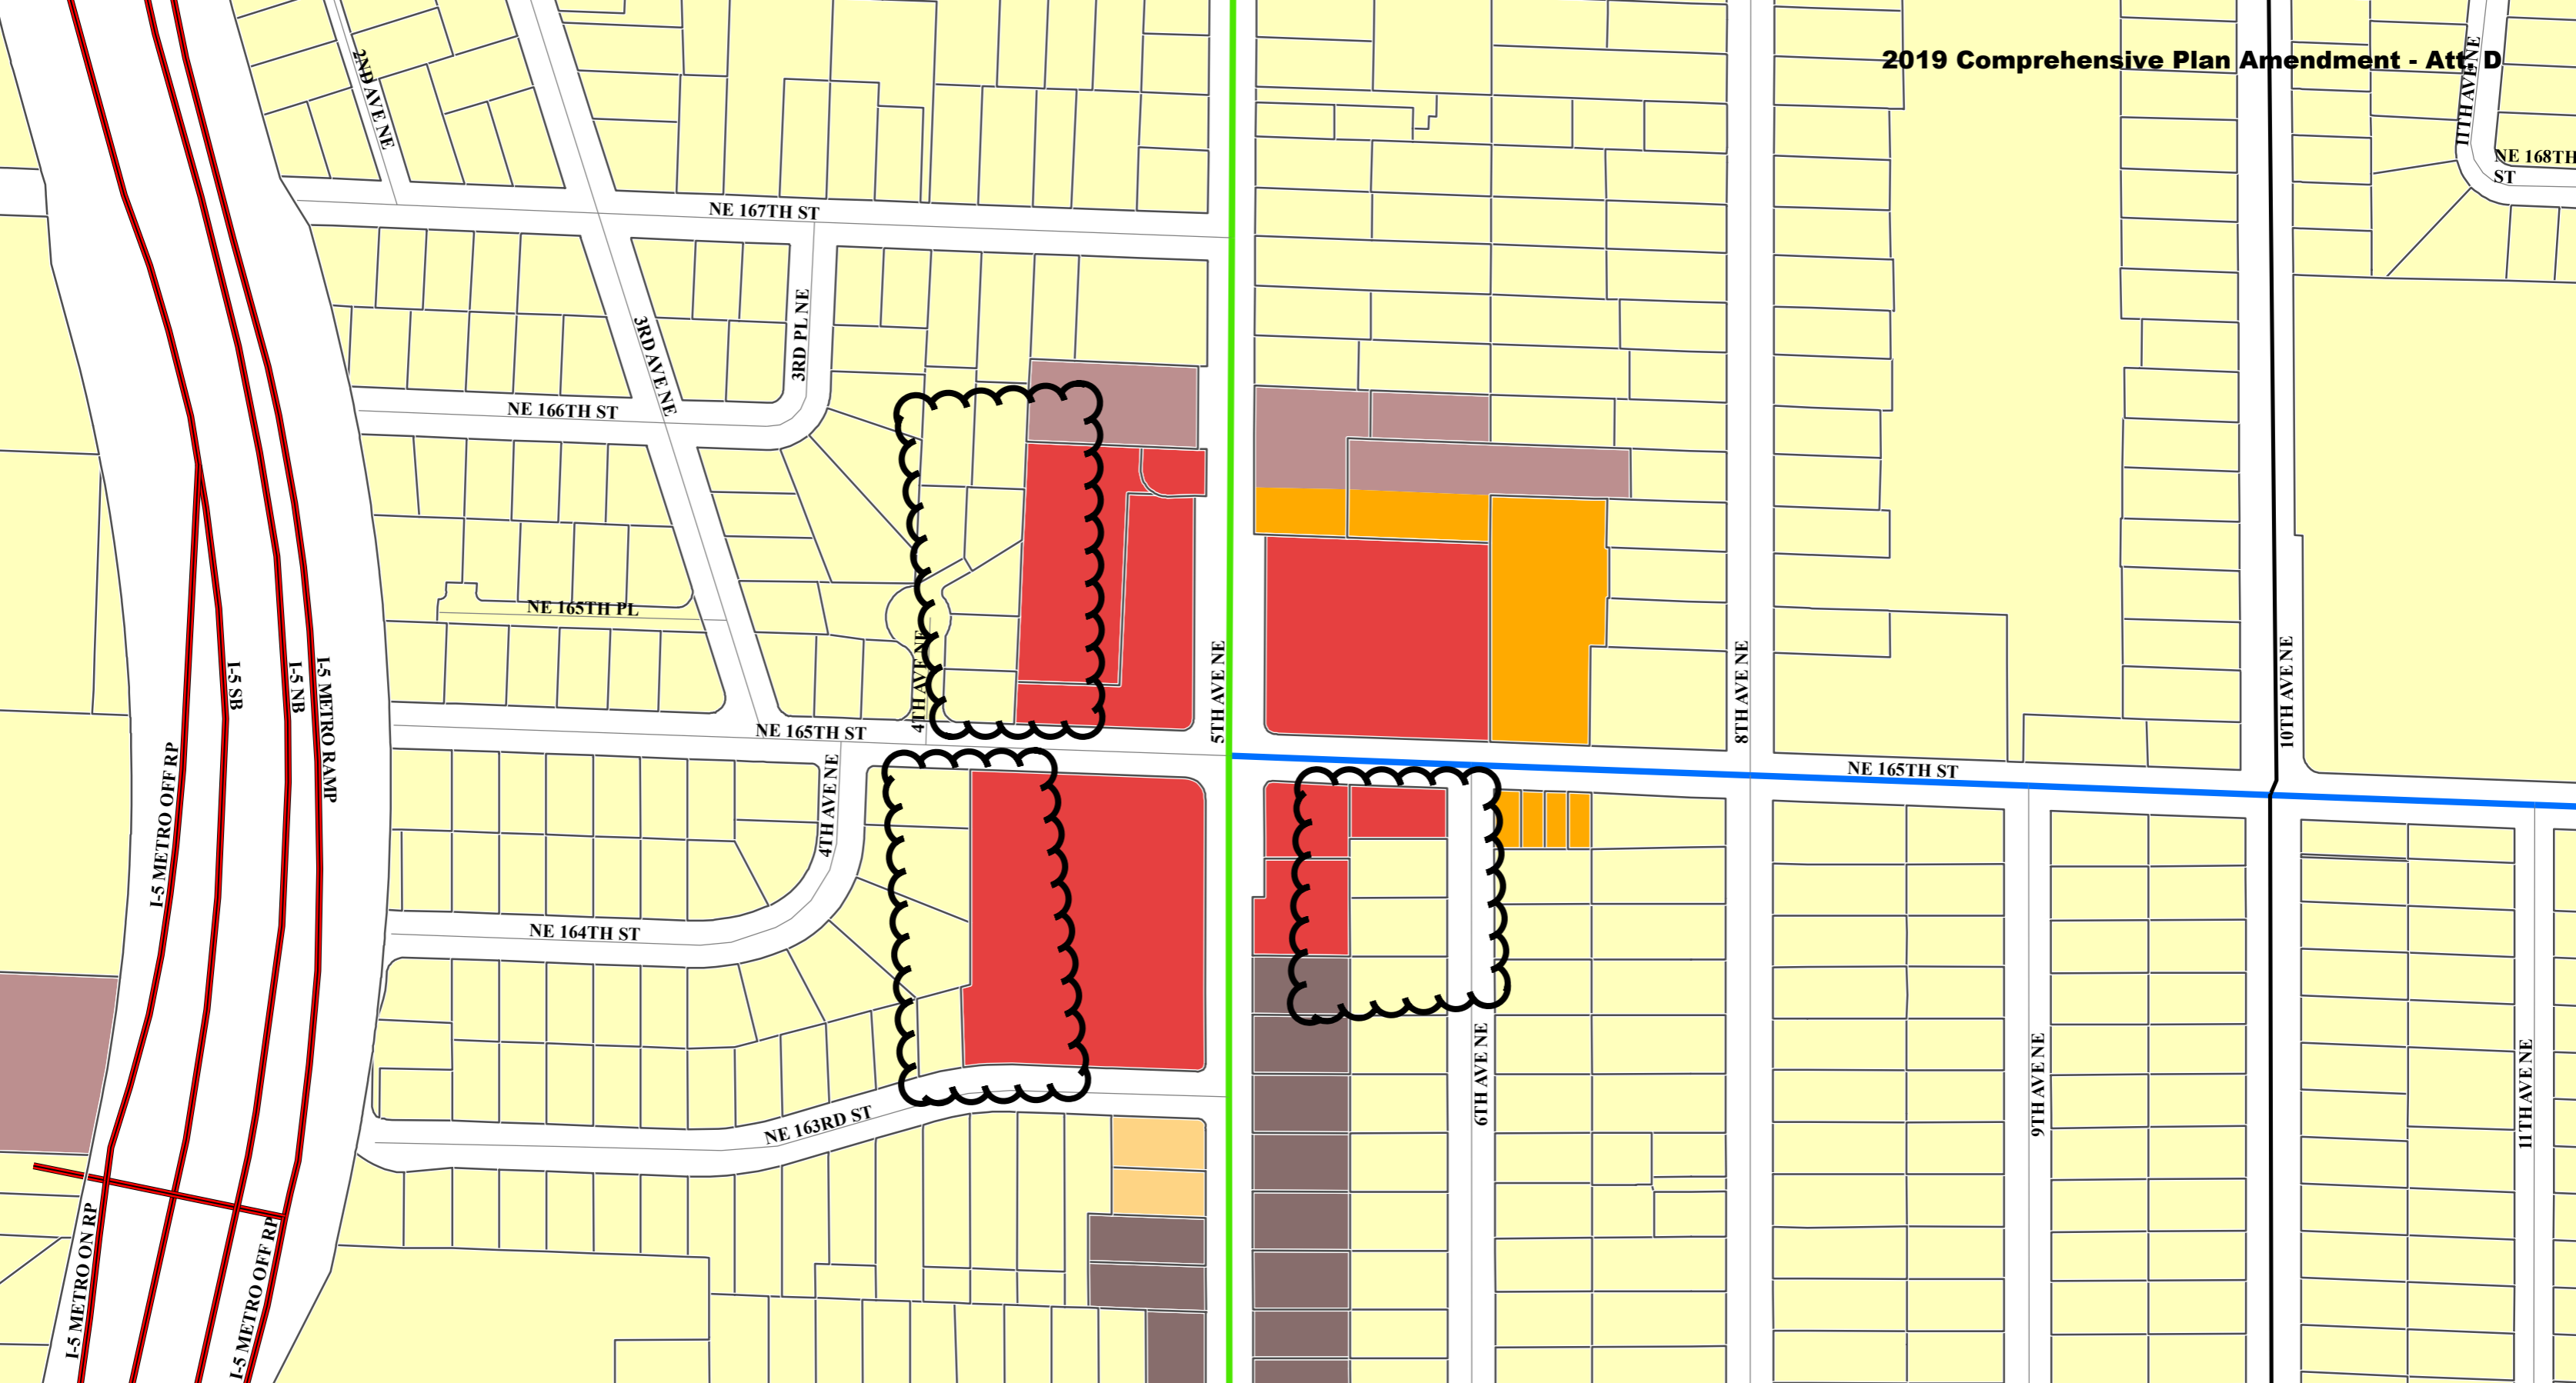 2019 Comprehensive Plan Amendment - Att. D
2ND AVE NE
11TH AVE NE
NE 168TH
ST
NE 167TH ST
3RD PL NE
3RD AVE NE
NE 166TH ST
NE 165TH PL
I-5 SB
I-5 NB
I-5 METRO RAMP
4TH AVE NE
5TH AVE NE
8TH AVE NE
10TH AVE NE
NE 165TH ST
NE 165TH ST
I-5 METRO OFF RP
4TH AVE NE
NE 164TH ST
NE 163RD ST
6TH AVE NE
9TH AVE NE
11TH AVE NE
I-5 METRO ON RP
I-5 METRO OFF RP